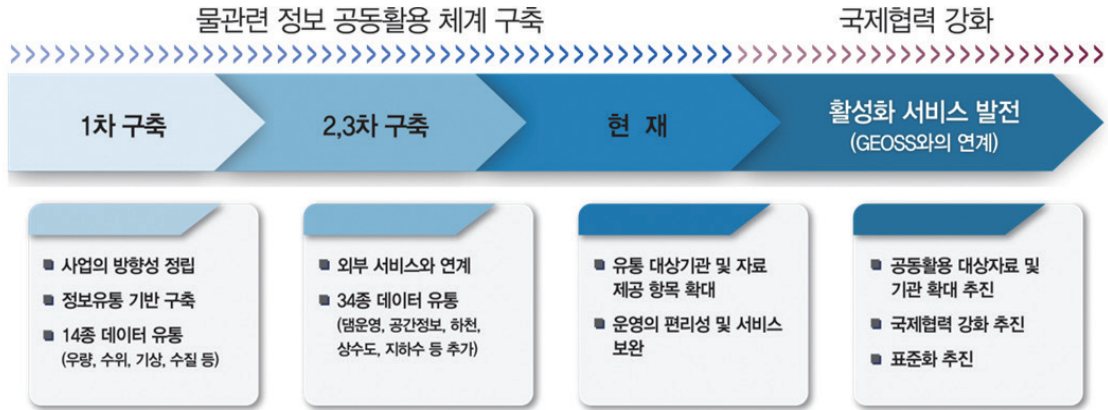 물관련 정보 공동활용 체계 구축
국제협력 강화
1차 구축
2,3차 구축
현 재
활성화 서비스 발전
(GEOSS와의 연계)
사업의 방향성 정립
정보유통 기반 구축
14종 데이터 유통
(우량, 수위, 기상, 수질 등)
외부 서비스와 연계
34종 데이터 유통
(댐운영, 공간정보, 하천,
상수도, 지하수 등 추가)
유통 대상기관 및 자료
제공 항목 확대
운영의 편리성 및 서비스
보완
공동활용 대상자료 및
기관 확대 추진
국제협력 강화 추진
표준화 추진